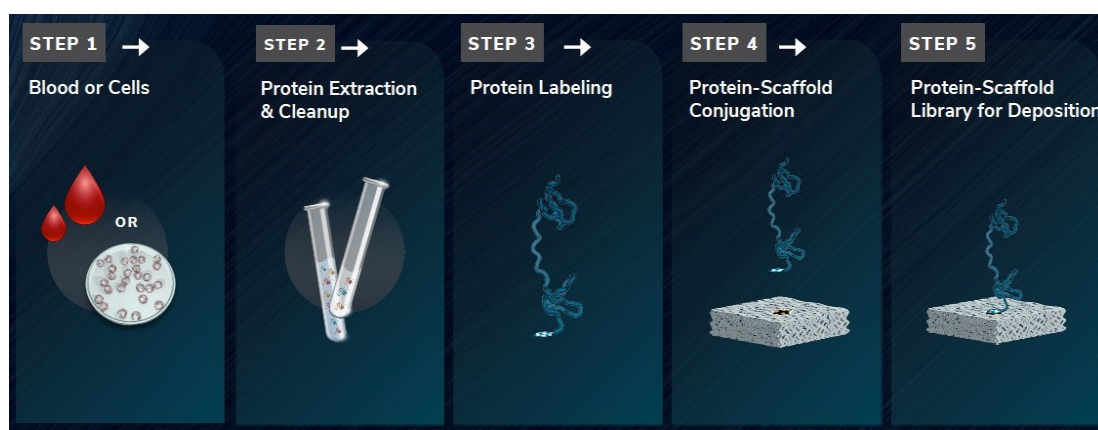 STEP 1
Blood or Cells
OR
STEP 2
Protein Extraction
& Cleanup
STEP 3
Protein Labeling
STEP 4
Protein-Scaffold
Conjugation
STEP 5
Protein-Scaffold
Library for Deposition